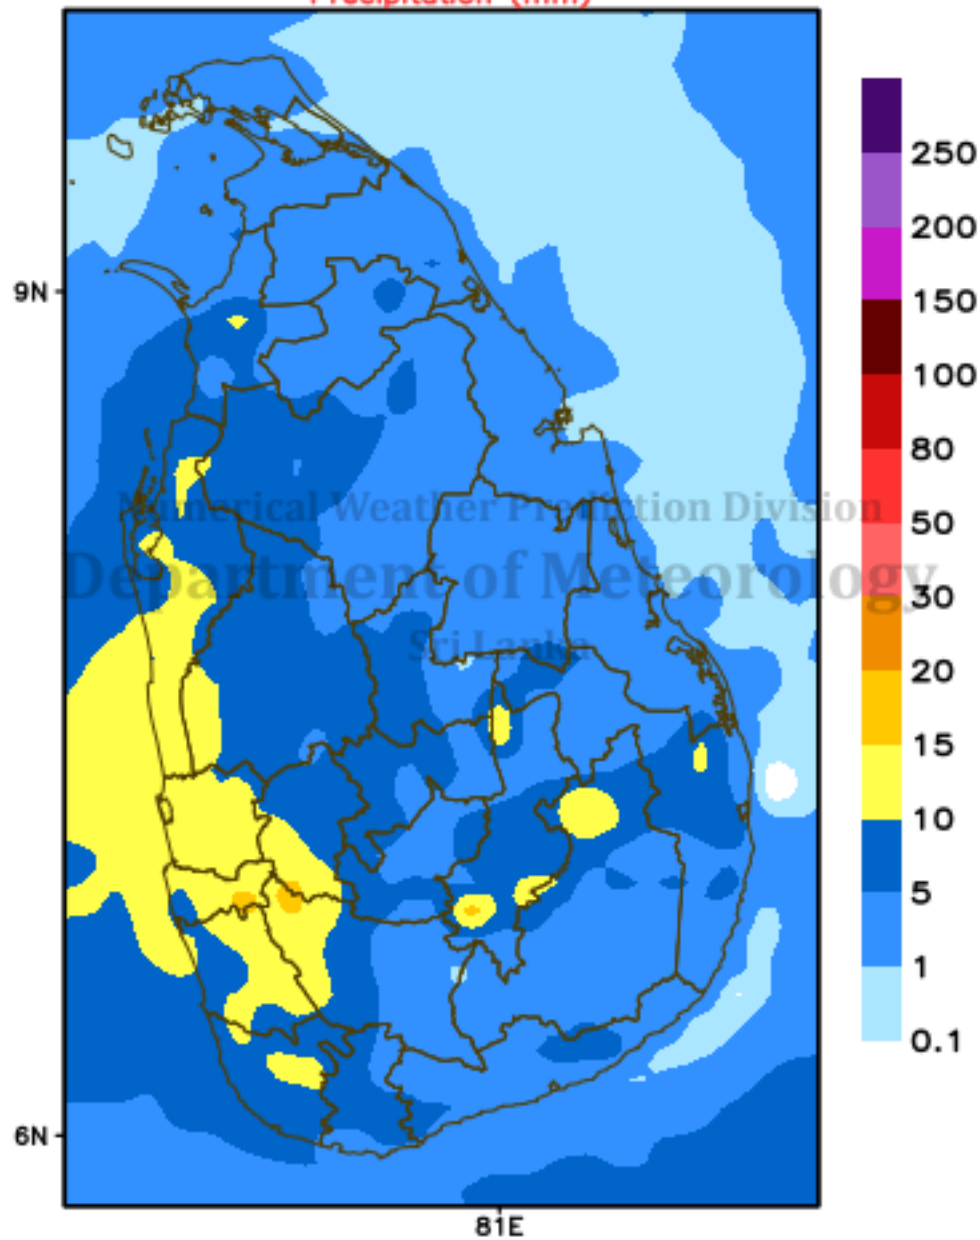 Precipitation (mm)
250
200
150
100
80
50
30
20
15
10
5
1
0.1
9N
6N
81E
Numerical Weather Prediction Division
Department of Meteorology
Sri Lanka